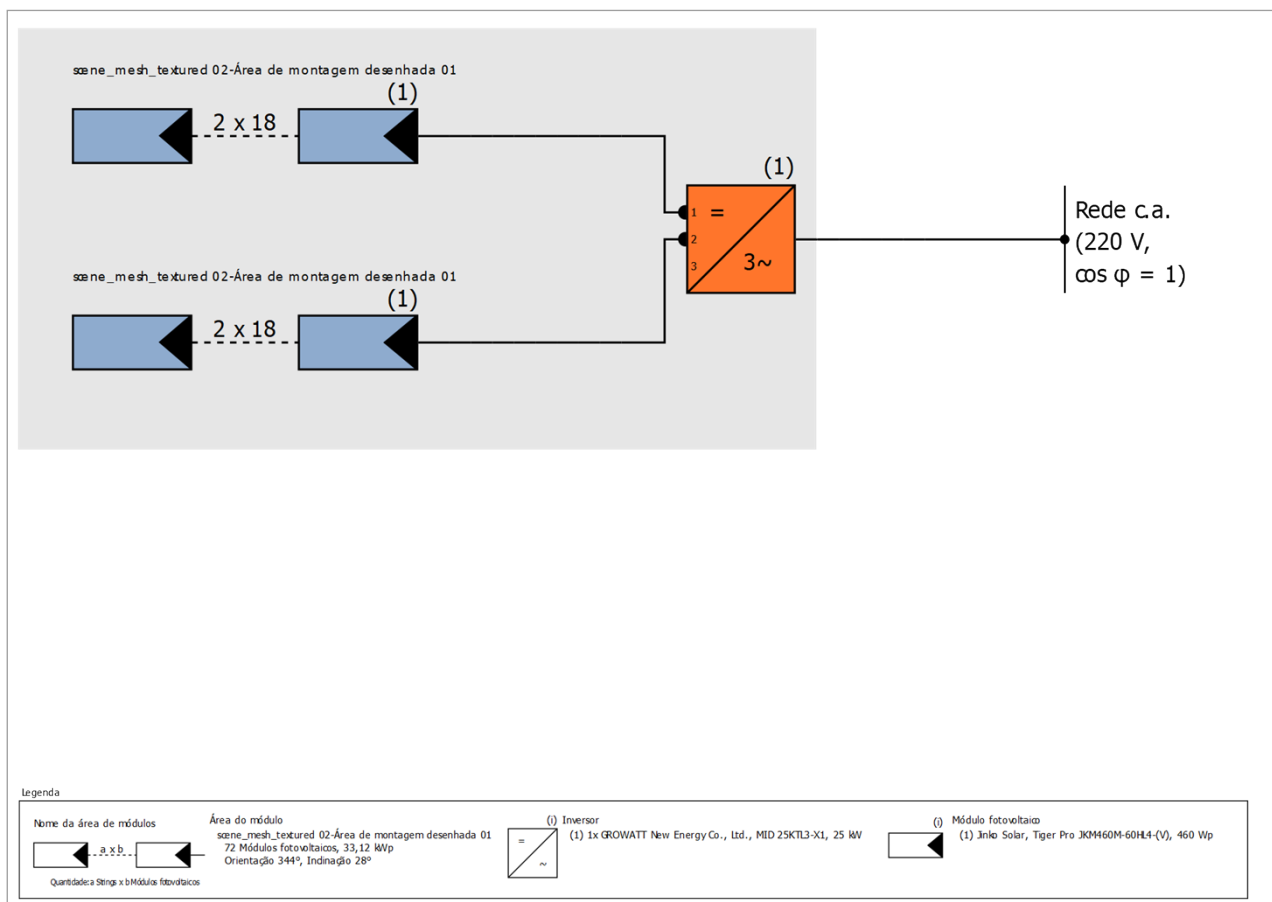 scene_mesh_textured 02-Área de montagem desenhada 01
(1)
2 x 18
(1)
1 =
2
3 3~
Rede c.a.
(220 V,
cos φ = 1)
scene_mesh_textured 02-Área de montagem desenhada 01
(1)
2 x 18
Legenda
Nome da área de módulos
a x b
Quantidade: a Strings x b Módulos fotovoltaicos
Área do módulo
scene_mesh_textured 02-Área de montagem desenhada 01
72 Módulos fotovoltaicos, 33,12 kWp
Orientação 344°, Inclinação 28°
(i) Inversor
= ~
(1) 1x GROWATT New Energy Co., Ltd., MID 25KTL3-X1, 25 kW
(i) Módulo fotovoltaico
(1) Jinko Solar, Tiger Pro JKM460M-60HL4-(V), 460 Wp